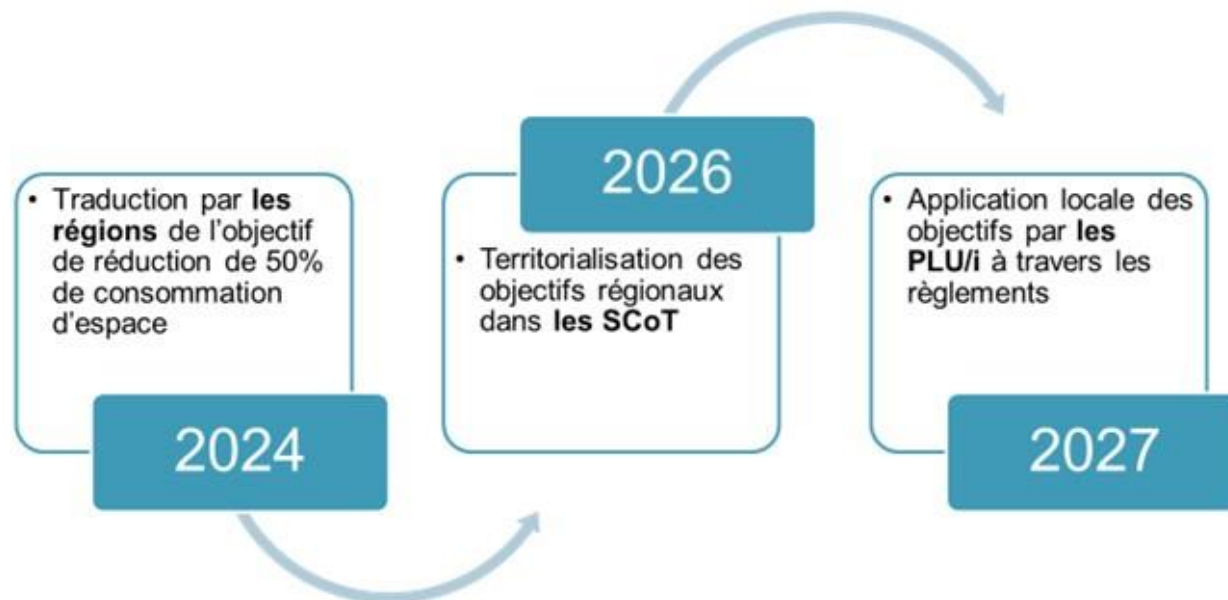 • Traduction par les
régions de l'objectif
de réduction de 50%
de consommation
d'espace
2024
2026
• Territorialisation des
objectifs régionaux
dans les SCoT
• Application locale des
objectifs par les
PLU/i à travers les
règlements
2027